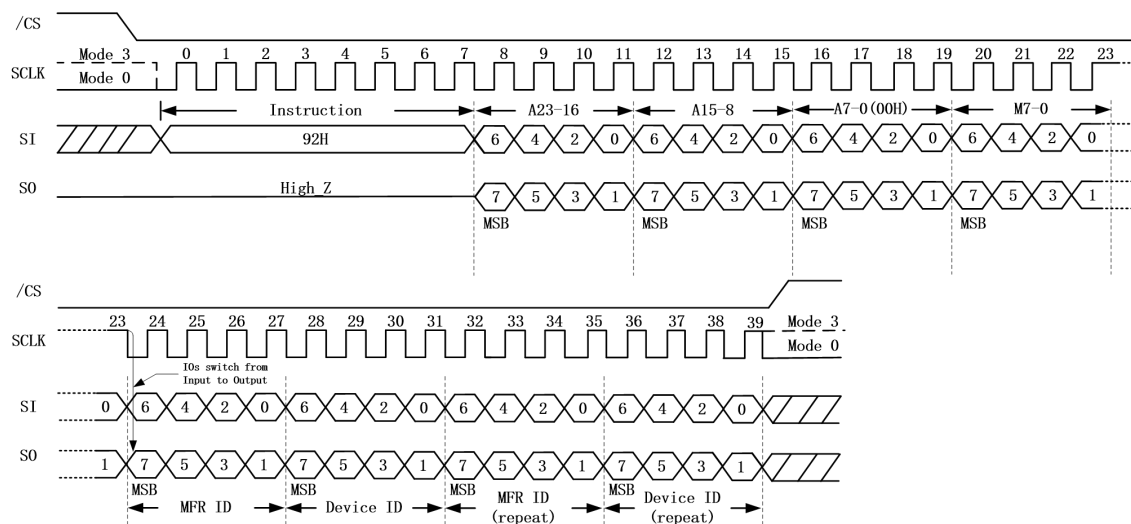 /CS
Mode 3 0 1 2 3 4 5 6 7 8 9 10 11 12 13 14 15 16 17 18 19 20 21 22 23
SCLK
Mode 0
Instruction A23-16 A15-8 A7-0(00H) M7-0
SI 92H 6 4 2 0 6 4 2 0 6 4 2 0 6 4 2 0
SO High_Z 7 5 3 1 7 5 3 1 7 5 3 1 7 5 3 1
MSB MSB MSB MSB
/CS
23 24 25 26 27 28 29 30 31 32 33 34 35 36 37 38 39 Mode 3
SCLK
Mode 0
IOs switch from
Input to Output
SI 0 6 4 2 0 6 4 2 0 6 4 2 0 6 4 2 0
SO 1 7 5 3 1 7 5 3 1 7 5 3 1 7 5 3 1
MSB MSB MSB MSB
MFR ID Device ID MFR ID Device ID
(repeat) (repeat)